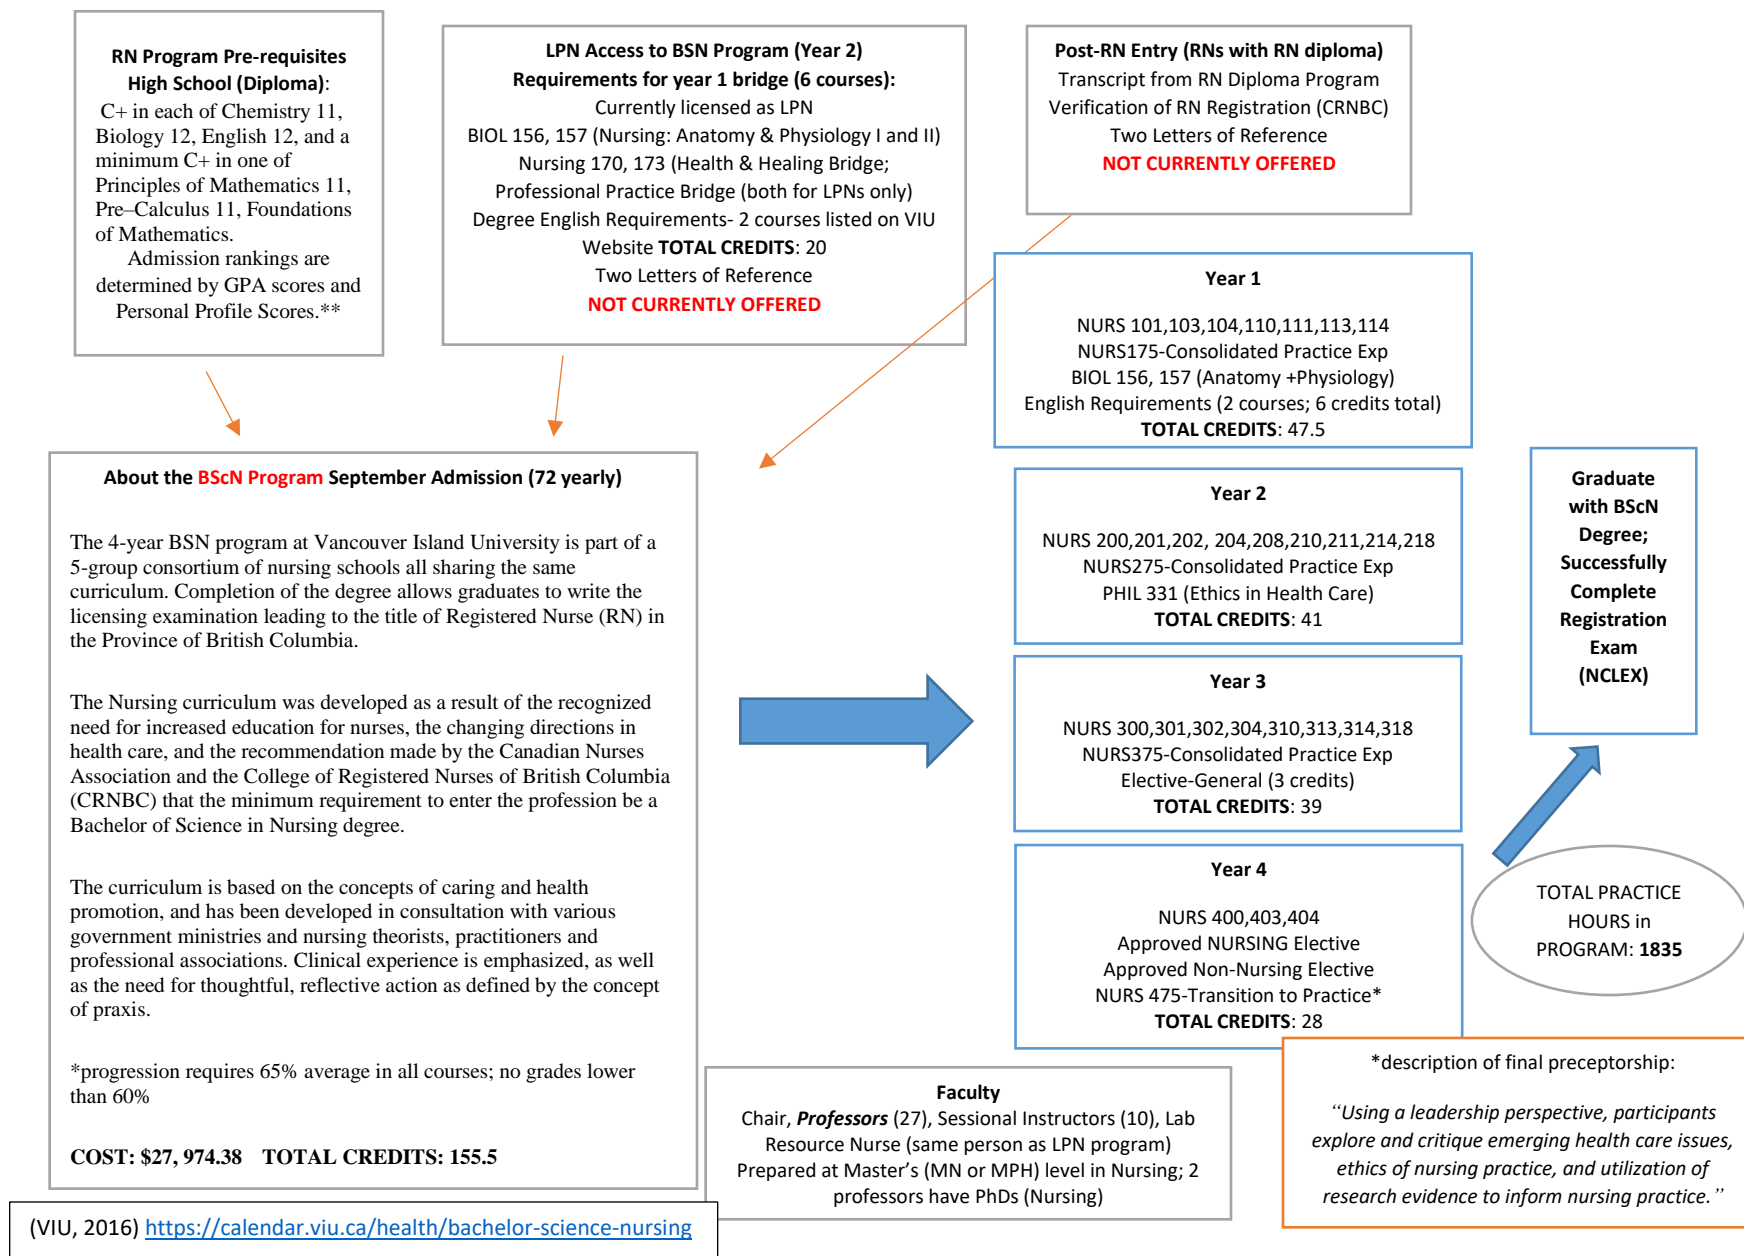 RN Program Pre-requisites
High School (Diploma):
C+ in each of Chemistry 11,
Biology 12, English 12, and a
minimum C+ in one of
Principles of Mathematics 11,
Pre–Calculus 11, Foundations
of Mathematics.
Admission rankings are
determined by GPA scores and
Personal Profile Scores.**
LPN Access to BSN Program (Year 2)
Requirements for year 1 bridge (6 courses):
Currently licensed as LPN
BIOL 156, 157 (Nursing: Anatomy & Physiology I and II)
Nursing 170, 173 (Health & Healing Bridge;
Professional Practice Bridge (both for LPNs only)
Degree English Requirements- 2 courses listed on VIU
Website TOTAL CREDITS: 20
Two Letters of Reference
NOT CURRENTLY OFFERED
Post-RN Entry (RNs with RN diploma)
Transcript from RN Diploma Program
Verification of RN Registration (CRNBC)
Two Letters of Reference
NOT CURRENTLY OFFERED
About the BScN Program September Admission (72 yearly)
The 4-year BSN program at Vancouver Island University is part of a
5-group consortium of nursing schools all sharing the same
curriculum. Completion of the degree allows graduates to write the
licensing examination leading to the title of Registered Nurse (RN) in
the Province of British Columbia.
The Nursing curriculum was developed as a result of the recognized
need for increased education for nurses, the changing directions in
health care, and the recommendation made by the Canadian Nurses
Association and the College of Registered Nurses of British Columbia
(CRNBC) that the minimum requirement to enter the profession be a
Bachelor of Science in Nursing degree.
The curriculum is based on the concepts of caring and health
promotion, and has been developed in consultation with various
government ministries and nursing theorists, practitioners and
professional associations. Clinical experience is emphasized, as well
as the need for thoughtful, reflective action as defined by the concept
of praxis.
*progression requires 65% average in all courses; no grades lower
than 60%
COST: $27, 974.38 TOTAL CREDITS: 155.5
(VIU, 2016) https://calendar.viu.ca/health/bachelor-science-nursing
Year 1
NURS 101,103,104,110,111,113,114
NURS175-Consolidated Practice Exp
BIOL 156, 157 (Anatomy +Physiology)
English Requirements (2 courses; 6 credits total)
TOTAL CREDITS: 47.5
Year 2
NURS 200,201,202, 204,208,210,211,214,218
NURS275-Consolidated Practice Exp
PHIL 331 (Ethics in Health Care)
TOTAL CREDITS: 41
Year 3
NURS 300,301,302,304,310,313,314,318
NURS375-Consolidated Practice Exp
Elective-General (3 credits)
TOTAL CREDITS: 39
Year 4
NURS 400,403,404
Approved NURSING Elective
Approved Non-Nursing Elective
NURS 475-Transition to Practice*
TOTAL CREDITS: 28
Graduate
with BScN
Degree;
Successfully
Complete
Registration
Exam
(NCLEX)
TOTAL PRACTICE
HOURS in
PROGRAM: 1835
Faculty
Chair, Professors (27), Sessional Instructors (10), Lab
Resource Nurse (same person as LPN program)
Prepared at Master's (MN or MPH) level in Nursing; 2
professors have PhDs (Nursing)
*description of final preceptorship:
“Using a leadership perspective, participants
explore and critique emerging health care issues,
ethics of nursing practice, and utilization of
research evidence to inform nursing practice.”